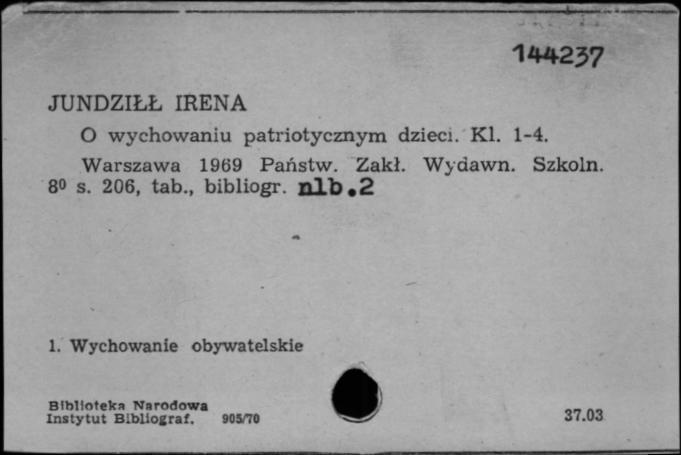 144237
JUNDZIŁŁ IRENA
O wychowaniu patriotycznym dzieci. Kl. 1-4.
Warszawa 1969 Państw. Zakł. Wydawn. Szkoln.
8⁰ s. 206, tab., bibliogr. nlb.2
1. Wychowanie obywatelskie
Biblioteka Narodowa
Instytut Bibliograf. 905/70
37.03